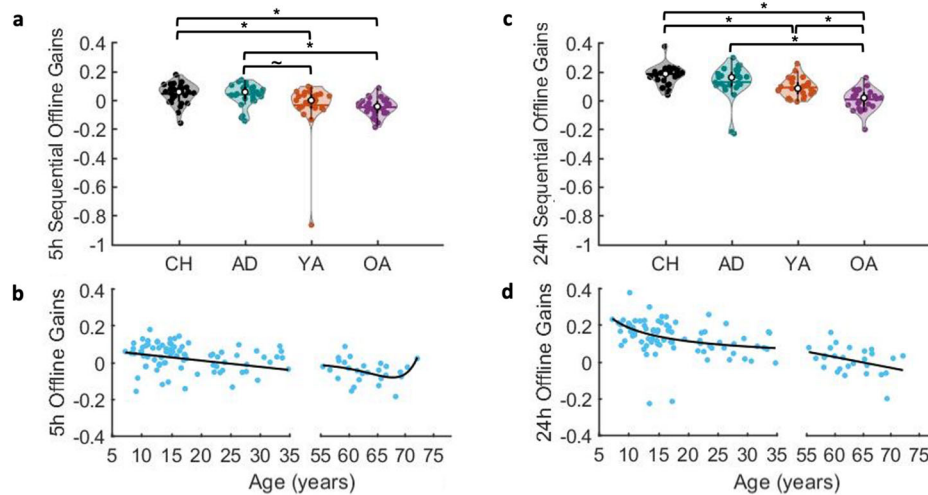 a
*
*
*
~
5h Sequential Offline Gains
0.4
0.2
0
-0.2
-0.4
-0.6
-0.8
-1
CH AD YA OA
b
5h Offline Gains
0.4
0.2
0
-0.2
-0.4
5 10 15 20 25 30 35 55 60 65 70 75
Age (years)
c
*
* *
*
24h Sequential Offline Gains
0.4
0.2
0
-0.2
-0.4
-0.6
-0.8
-1
CH AD YA OA
d
24h Offline Gains
0.4
0.2
0
-0.2
-0.4
5 10 15 20 25 30 35 55 60 65 70 75
Age (years)